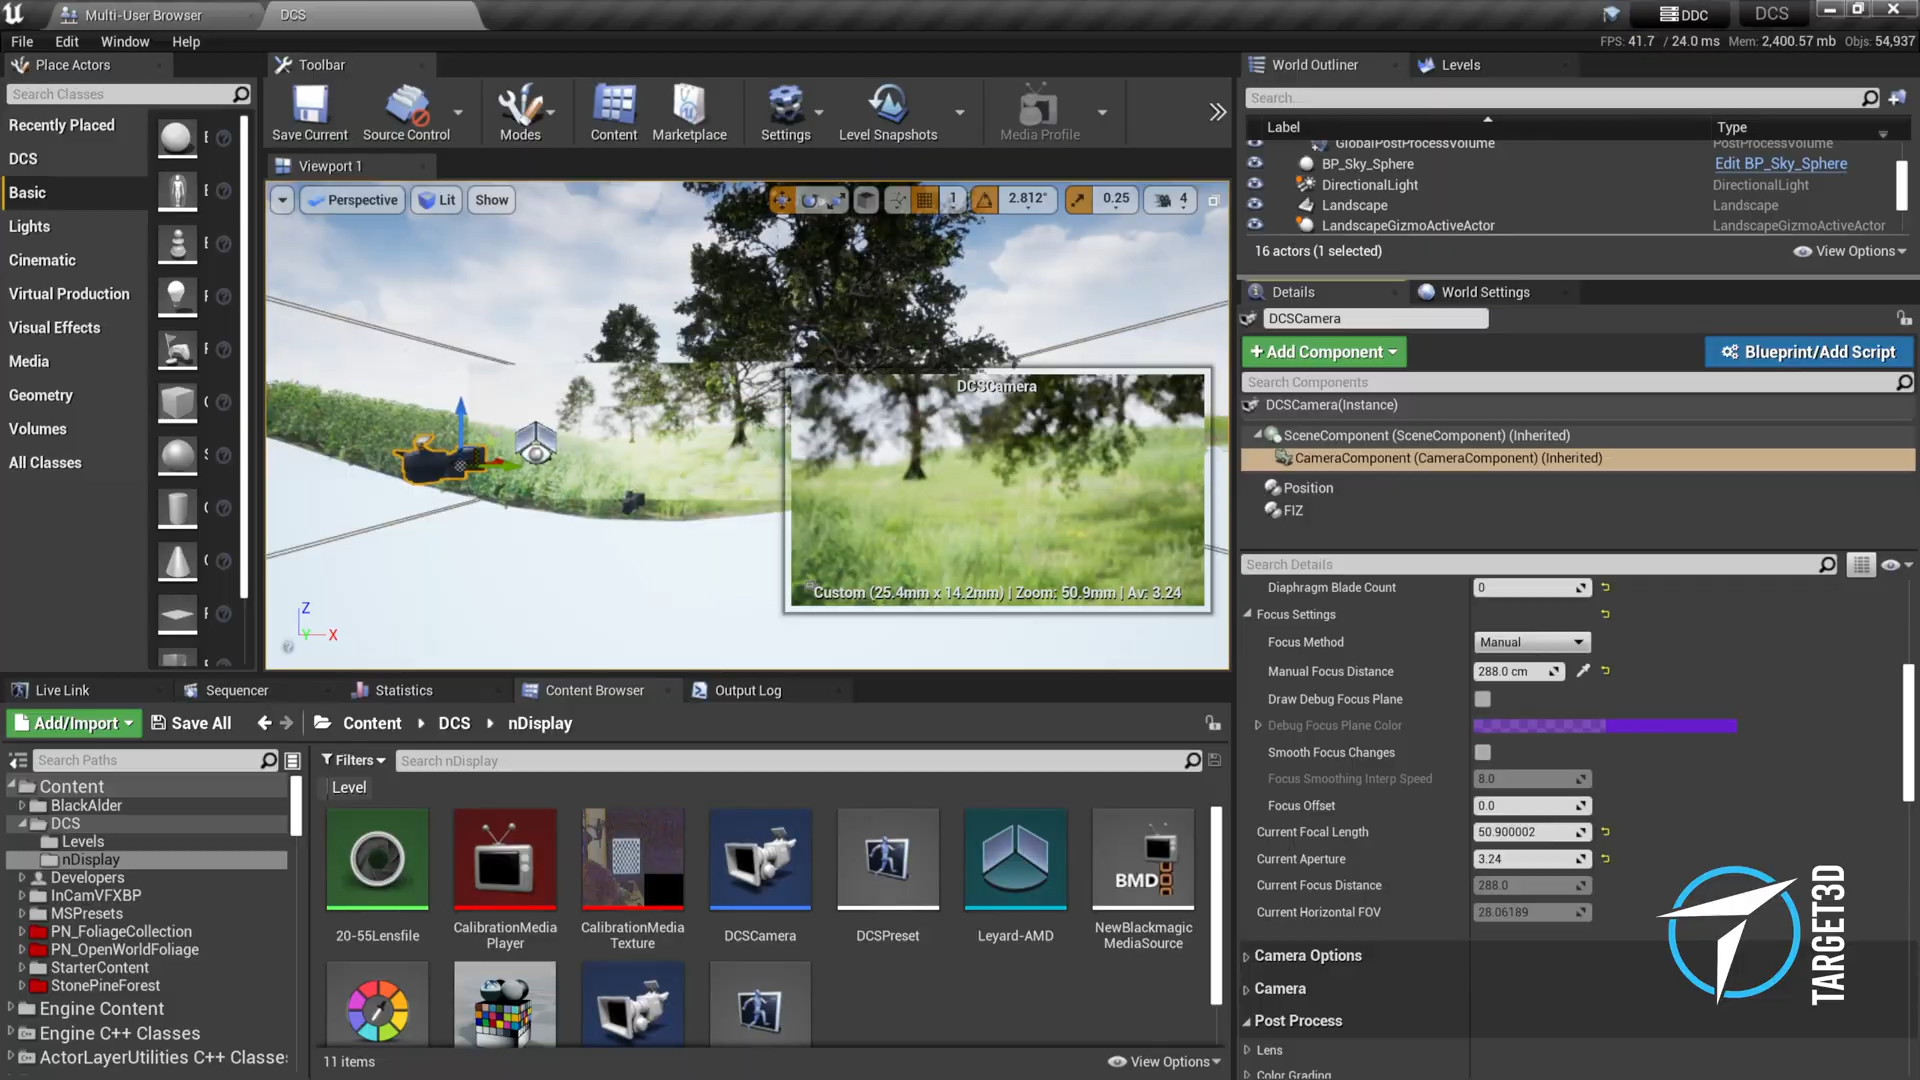 Multi-User Browser
DCS
DDC
DCS
File Edit Window Help
FPS: 41.7 / 24.0 ms Mem: 2,400.57 mb Objs: 54,937
Place Actors
Search Classes
Recently Placed
DCS
Basic
Lights
Cinematic
Virtual Production
Visual Effects
Media
Geometry
Volumes
All Classes
Toolbar
Save Current
Source Control
Modes
Content
Marketplace
Settings
Level Snapshots
Media Profile
Viewport 1
Perspective
Lit
Show
1
2.812°
0.25
4
DCSCamera
Custom (25.4mm x 14.2mm) | Zoom: 50.9mm | Av: 3.24
Z
Y
X
World Outliner
Levels
Search...
Label
Type
GlobalPostProcessVolume PostProcessVolume
BP_Sky_Sphere Edit BP_Sky_Sphere
DirectionalLight DirectionalLight
Landscape Landscape
LandscapeGizmoActiveActor LandscapeGizmoActiveActor
16 actors (1 selected)
View Options
Details
World Settings
DCSCamera
+ Add Component
Blueprint/Add Script
Search Components
DCSCamera(Instance)
SceneComponent (SceneComponent) (Inherited)
CameraComponent (CameraComponent) (Inherited)
Position
FIZ
Search Details
Diaphragm Blade Count 0
Focus Settings
Focus Method Manual
Manual Focus Distance 288.0 cm
Draw Debug Focus Plane
Debug Focus Plane Color
Smooth Focus Changes
Focus Smoothing Interp Speed 8.0
Focus Offset 0.0
Current Focal Length 50.900002
Current Aperture 3.24
Current Focus Distance 288.0
Current Horizontal FOV 28.06189
Camera Options
Camera
Post Process
Lens
Color Grading
TARGET3D
Live Link
Sequencer
Statistics
Content Browser
Output Log
Add/Import
Save All
Content
DCS
nDisplay
Search Paths
Content
BlackAlder
DCS
Levels
nDisplay
Developers
InCamVFXBP
MSPresets
PN_FoliageCollection
PN_OpenWorldFoliage
StarterContent
StonePineForest
Engine Content
Engine C++ Classes
ActorLayerUtilities C++ Classes
Filters
Search nDisplay
Level
20-55Lensfile
CalibrationMedia
Player
CalibrationMedia
Texture
DCSCamera
DCSPreset
Leyard-AMD
BMD
NewBlackmagic
MediaSource
11 items
View Options